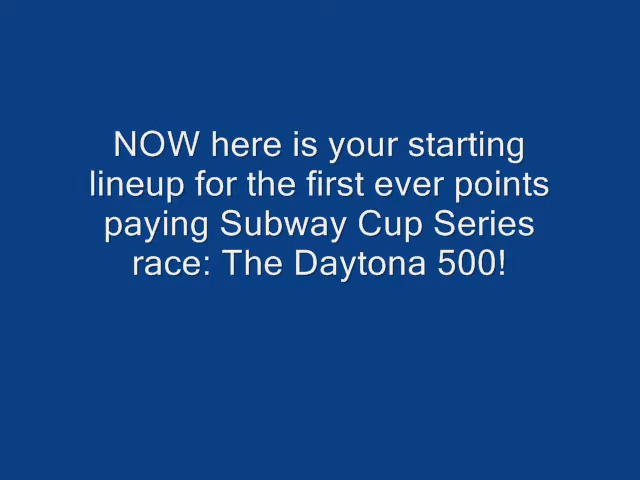 NOW here is your starting
lineup for the first ever points
paying Subway Cup Series
race: The Daytona 500!